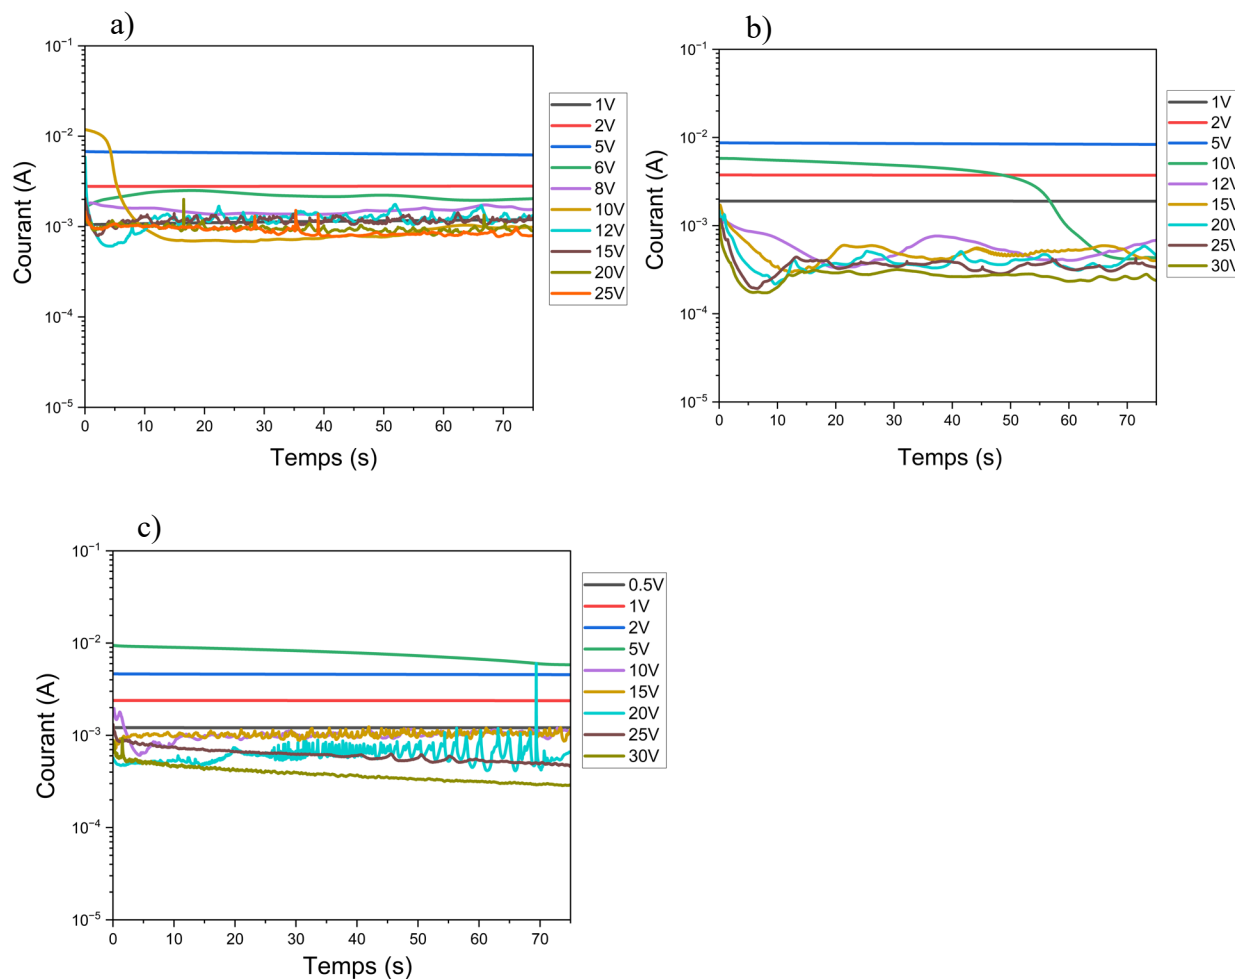 a)
10⁻¹
10⁻²
10⁻³
10⁻⁴
10⁻⁵
Courant (A)
0 10 20 30 40 50 60 70
Temps (s)
1V
2V
5V
6V
8V
10V
12V
15V
20V
25V
b)
10⁻¹
10⁻²
10⁻³
10⁻⁴
10⁻⁵
Courant (A)
0 10 20 30 40 50 60 70
Temps (s)
1V
2V
5V
10V
12V
15V
20V
25V
30V
c)
10⁻¹
10⁻²
10⁻³
10⁻⁴
10⁻⁵
Courant (A)
0 10 20 30 40 50 60 70
Temps (s)
0.5V
1V
2V
5V
10V
15V
20V
25V
30V